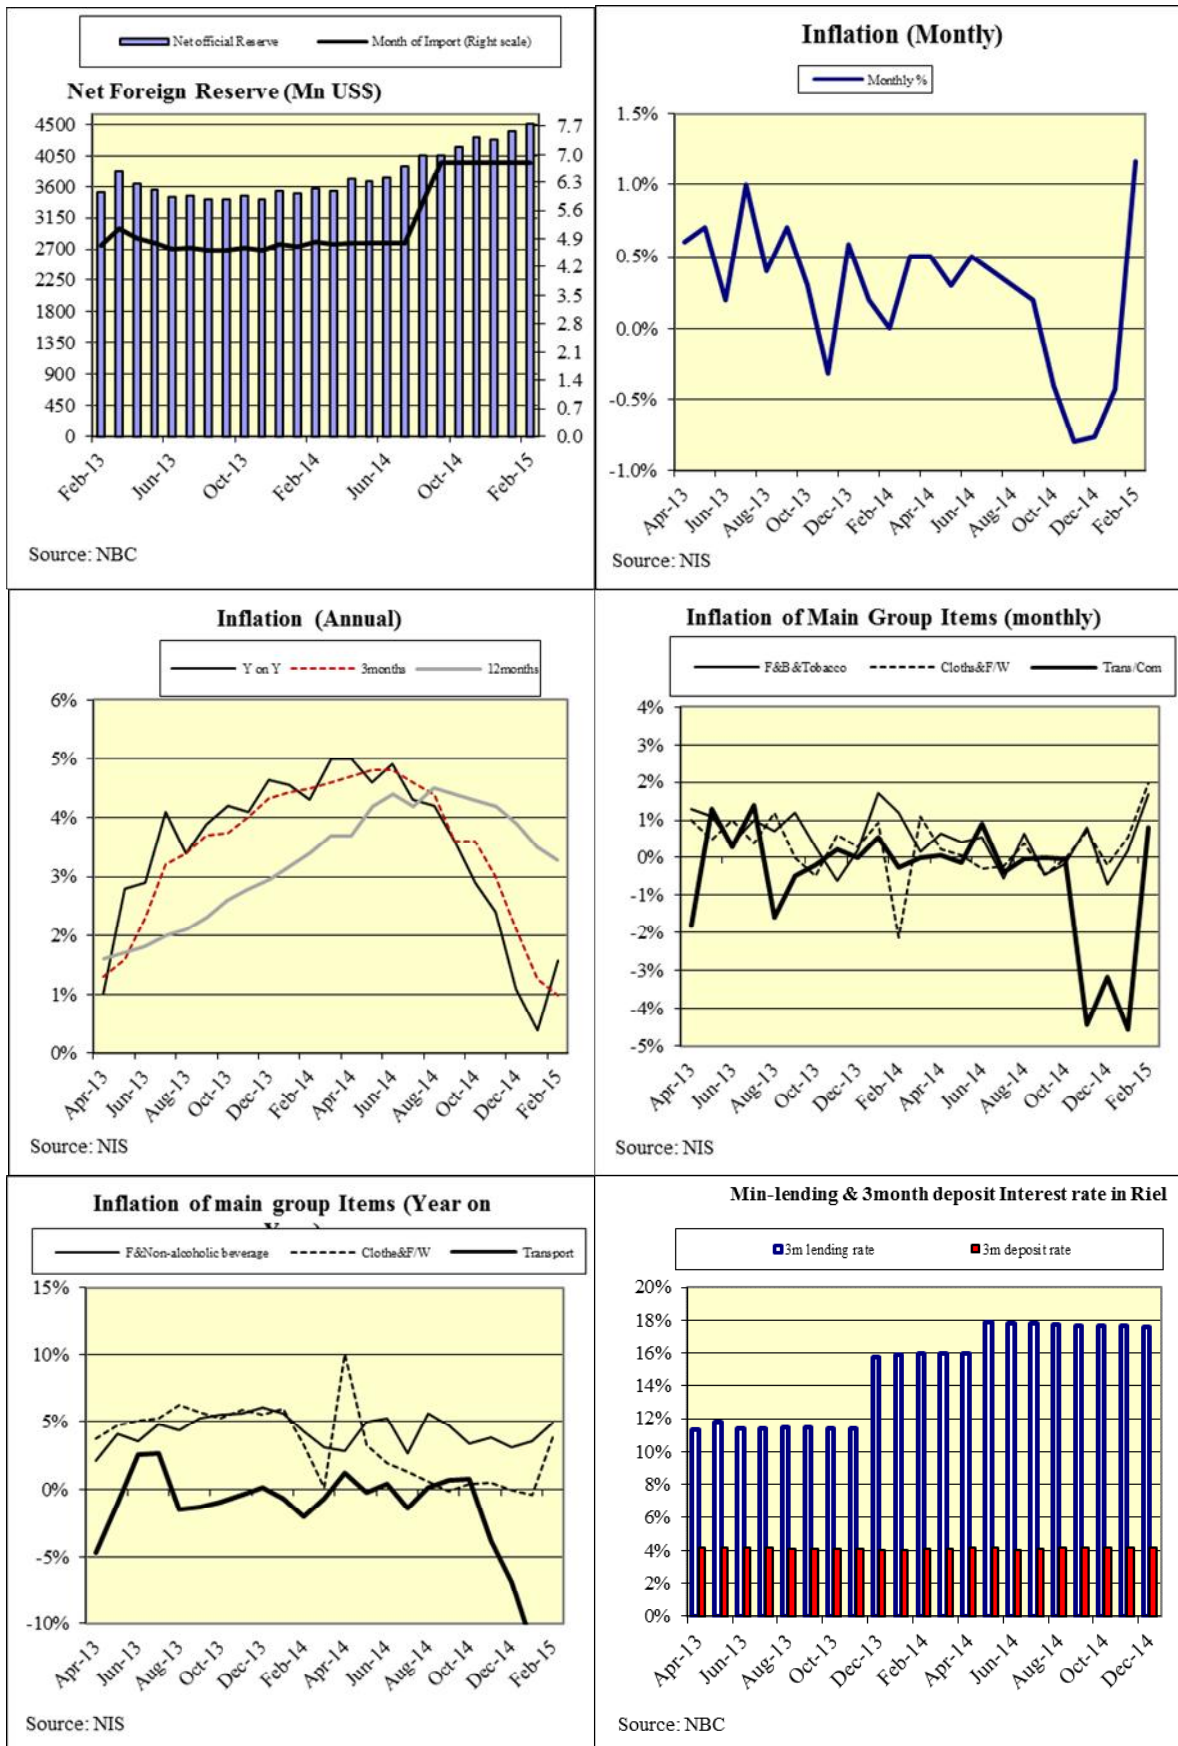 Net official Reserve Month of Import (Right scale)
Net Foreign Reserve (Mn US$)
4500
4050
3600
3150
2700
2250
1800
1350
900
450
0
7.7
7.0
6.3
5.6
4.9
4.2
3.5
2.8
2.1
1.4
0.7
0.0
Feb-13
Jun-13
Oct-13
Feb-14
Jun-14
Oct-14
Feb-15
Source: NBC
Inflation (Montly)
Monthly %
1.5%
1.0%
0.5%
0.0%
-0.5%
-1.0%
Apr-13
Jun-13
Aug-13
Oct-13
Dec-13
Feb-14
Apr-14
Jun-14
Aug-14
Oct-14
Dec-14
Feb-15
Source: NIS
Inflation (Annual)
Y on Y 3months 12months
6%
5%
4%
3%
2%
1%
0%
Apr-13
Jun-13
Aug-13
Oct-13
Dec-13
Feb-14
Apr-14
Jun-14
Aug-14
Oct-14
Dec-14
Feb-15
Source: NIS
Inflation of Main Group Items (monthly)
F&B&Tobacco Cloths&F/W Trans/Com
4%
3%
2%
1%
0%
-1%
-2%
-3%
-4%
-5%
Apr-13
Jun-13
Aug-13
Oct-13
Dec-13
Feb-14
Apr-14
Jun-14
Aug-14
Oct-14
Dec-14
Feb-15
Source: NIS
Inflation of main group Items (Year on
F&Non-alcoholic beverage Clothe&F/W Transport
15%
10%
5%
0%
-5%
-10%
Apr-13
Jun-13
Aug-13
Oct-13
Dec-13
Feb-14
Apr-14
Jun-14
Aug-14
Oct-14
Dec-14
Feb-15
Source: NIS
Min-lending & 3month deposit Interest rate in Riel
3m lending rate 3m deposit rate
20%
18%
16%
14%
12%
10%
8%
6%
4%
2%
0%
Apr-13
Jun-13
Aug-13
Oct-13
Dec-13
Feb-14
Apr-14
Jun-14
Aug-14
Oct-14
Dec-14
Source: NBC